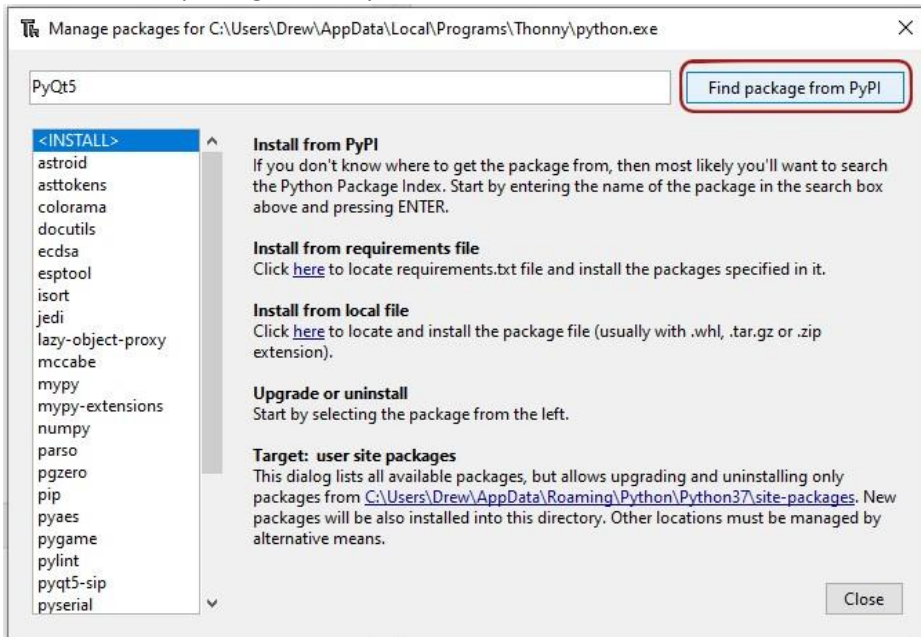 Manage packages for C:\Users\Drew\AppData\Local\Programs\Thonny\python.exe
PyQt5
Find package from PyPI
<INSTALL>
astroid
asttokens
colorama
docutils
ecdsa
esptool
isort
jedi
lazy-object-proxy
mccabe
mypy
mypy-extensions
numpy
parso
pgzero
pip
pyaes
pygame
pylint
pyqt5-sip
pyserial
Install from PyPI
If you don't know where to get the package from, then most likely you'll want to search
the Python Package Index. Start by entering the name of the package in the search box
above and pressing ENTER.
Install from requirements file
Click here to locate requirements.txt file and install the packages specified in it.
Install from local file
Click here to locate and install the package file (usually with .whl, .tar.gz or .zip
extension).
Upgrade or uninstall
Start by selecting the package from the left.
Target: user site packages
This dialog lists all available packages, but allows upgrading and uninstalling only
packages from C:\Users\Drew\AppData\Roaming\Python\Python37\site-packages. New
packages will be also installed into this directory. Other locations must be managed by
alternative means.
Close